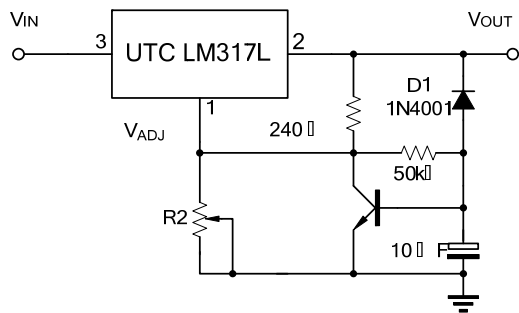 VIN
VOUT
3
UTC LM317L
2
1
D1
1N4001
VADJ
240▯
50k▯
R2
10▯ F